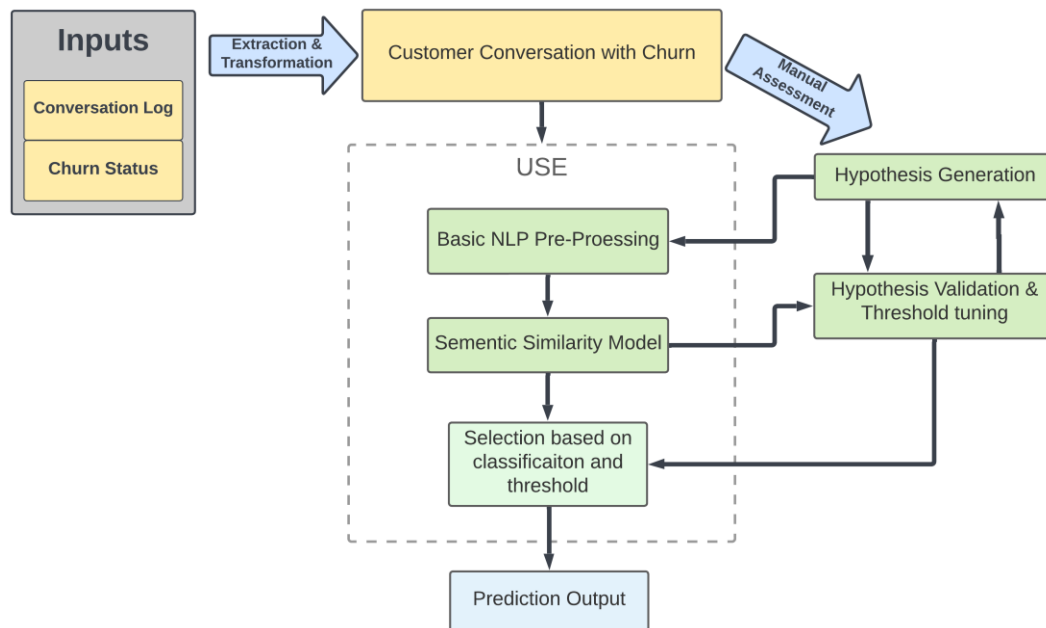 Inputs
Conversation Log
Churn Status
Extraction &
Transformation
Customer Conversation with Churn
Manual
Assessment
USE
Hypothesis Generation
Basic NLP Pre-Proessing
Hypothesis Validation &
Threshold tuning
Sementic Similarity Model
Selection based on
classificaiton and
threshold
Prediction Output